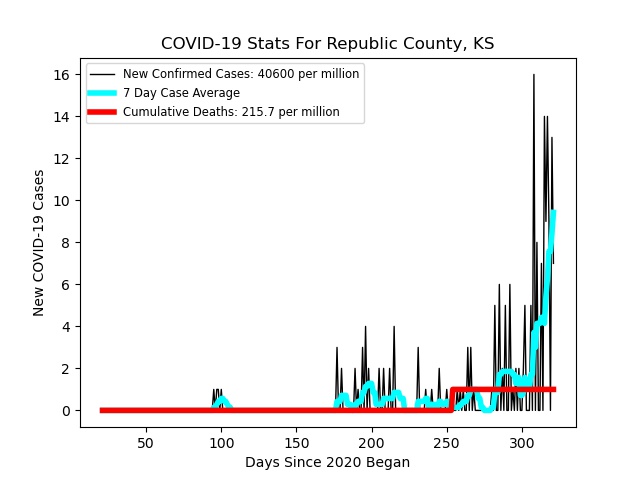 COVID-19 Stats For Republic County, KS
New Confirmed Cases: 40600 per million
7 Day Case Average
Cumulative Deaths: 215.7 per million
New COVID-19 Cases
16
14
12
10
8
6
4
2
0
50 100 150 200 250 300
Days Since 2020 Began